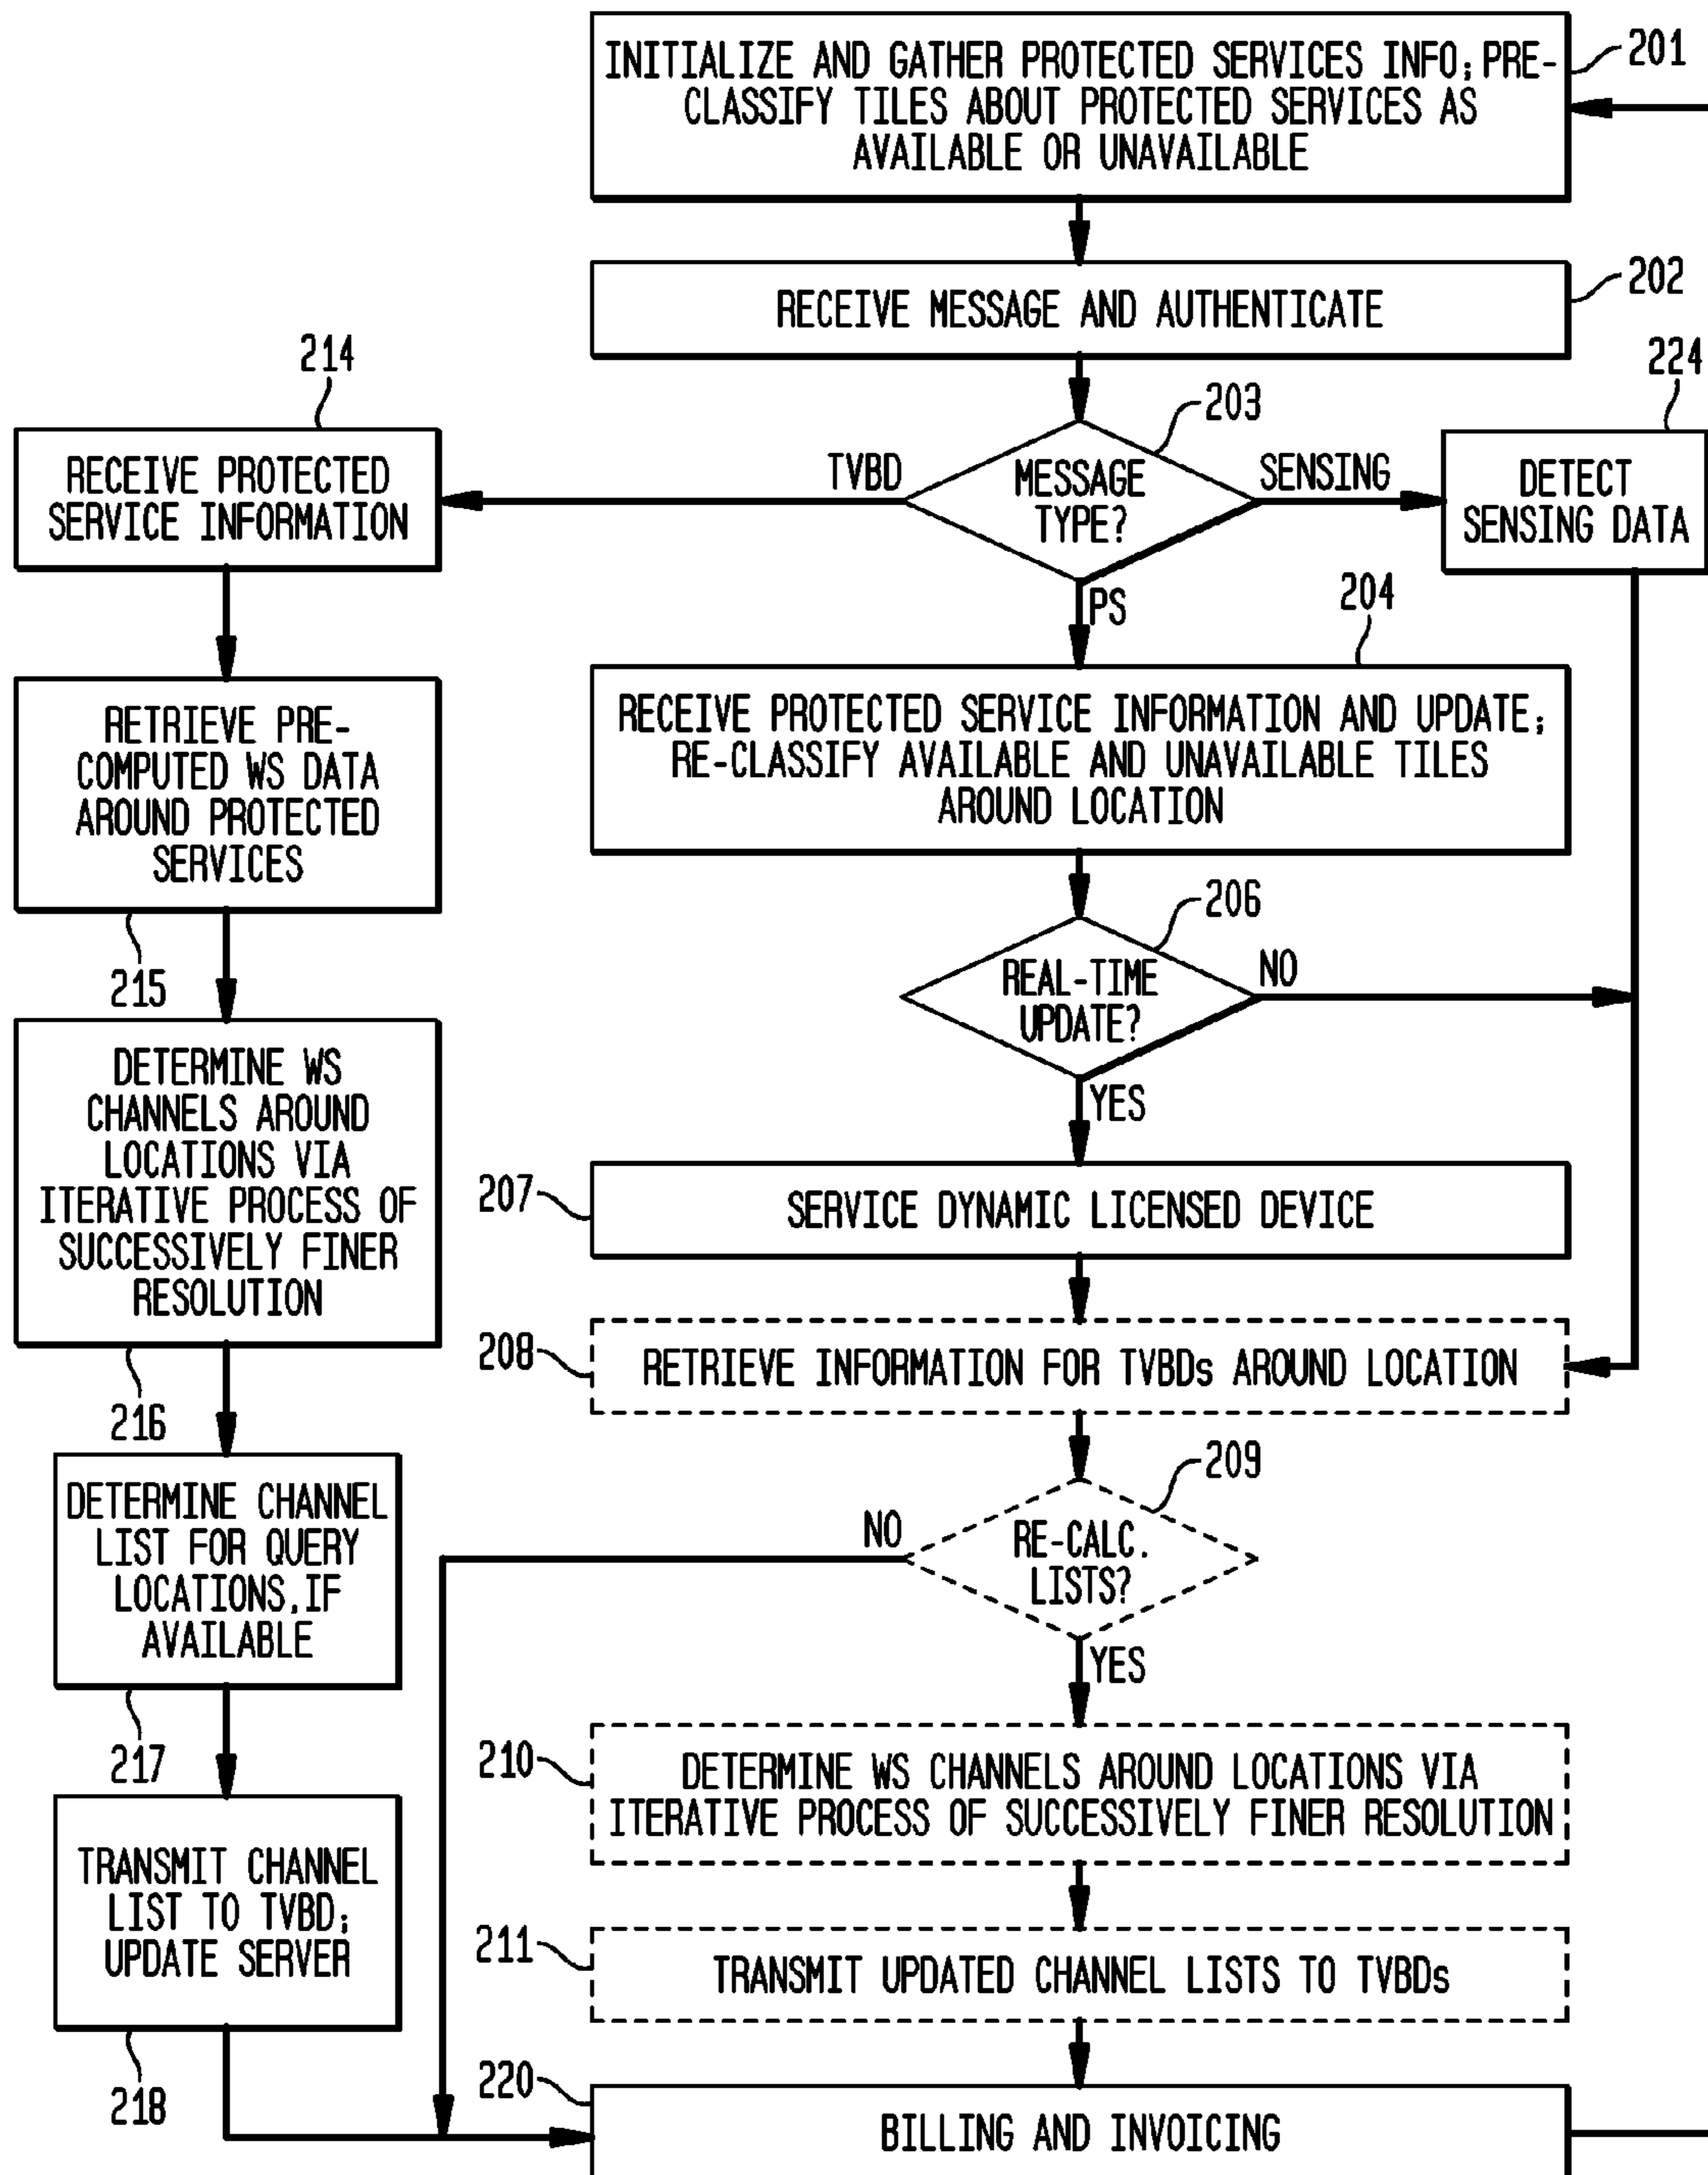 INITIALIZE AND GATHER PROTECTED SERVICES INFO; PRE-
CLASSIFY TILES ABOUT PROTECTED SERVICES AS
AVAILABLE OR UNAVAILABLE
201
RECEIVE MESSAGE AND AUTHENTICATE
202
214
224
203
RECEIVE PROTECTED
SERVICE INFORMATION
TVBD
MESSAGE
TYPE?
SENSING
DETECT
SENSING DATA
PS
204
RETRIEVE PRE-
COMPUTED WS DATA
AROUND PROTECTED
SERVICES
215
RECEIVE PROTECTED SERVICE INFORMATION AND UPDATE;
RE-CLASSIFY AVAILABLE AND UNAVAILABLE TILES
AROUND LOCATION
206
REAL-TIME
UPDATE?
NO
YES
DETERMINE WS
CHANNELS AROUND
LOCATIONS VIA
ITERATIVE PROCESS OF
SUCCESSIVELY FINER
RESOLUTION
216
207
SERVICE DYNAMIC LICENSED DEVICE
208
RETRIEVE INFORMATION FOR TVBDs AROUND LOCATION
209
DETERMINE CHANNEL
LIST FOR QUERY
LOCATIONS, IF
AVAILABLE
217
NO
RE-CALC.
LISTS?
YES
210
DETERMINE WS CHANNELS AROUND LOCATIONS VIA
ITERATIVE PROCESS OF SUCCESSIVELY FINER RESOLUTION
TRANSMIT CHANNEL
LIST TO TVBD;
UPDATE SERVER
218
211
TRANSMIT UPDATED CHANNEL LISTS TO TVBDs
220
BILLING AND INVOICING